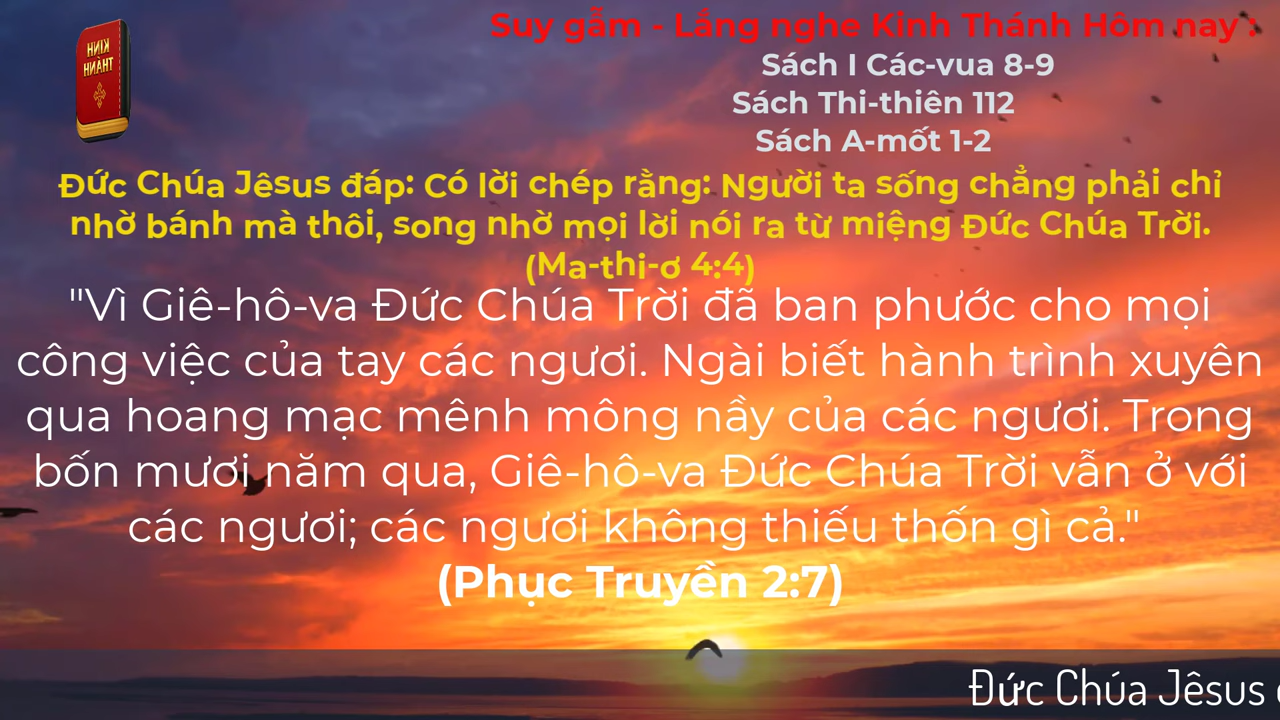 Suy gẫm - Lắng nghe Kinh Thánh Hôm nay :
Sách I Các-vua 8-9
Sách Thi-thiên 112
Sách A-mốt 1-2
KINH
THÁNH
Đức Chúa Jêsus đáp: Có lời chép rằng: Người ta sống chẳng phải chỉ
nhờ bánh mà thôi, song nhờ mọi lời nói ra từ miệng Đức Chúa Trời.
(Ma-thi-ơ 4:4)
"Vì Giê-hô-va Đức Chúa Trời đã ban phước cho mọi
công việc của tay các ngươi. Ngài biết hành trình xuyên
qua hoang mạc mênh mông nầy của các ngươi. Trong
bốn mươi năm qua, Giê-hô-va Đức Chúa Trời vẫn ở với
các ngươi; các ngươi không thiếu thốn gì cả."
(Phục Truyền 2:7)
Đức Chúa Jêsus